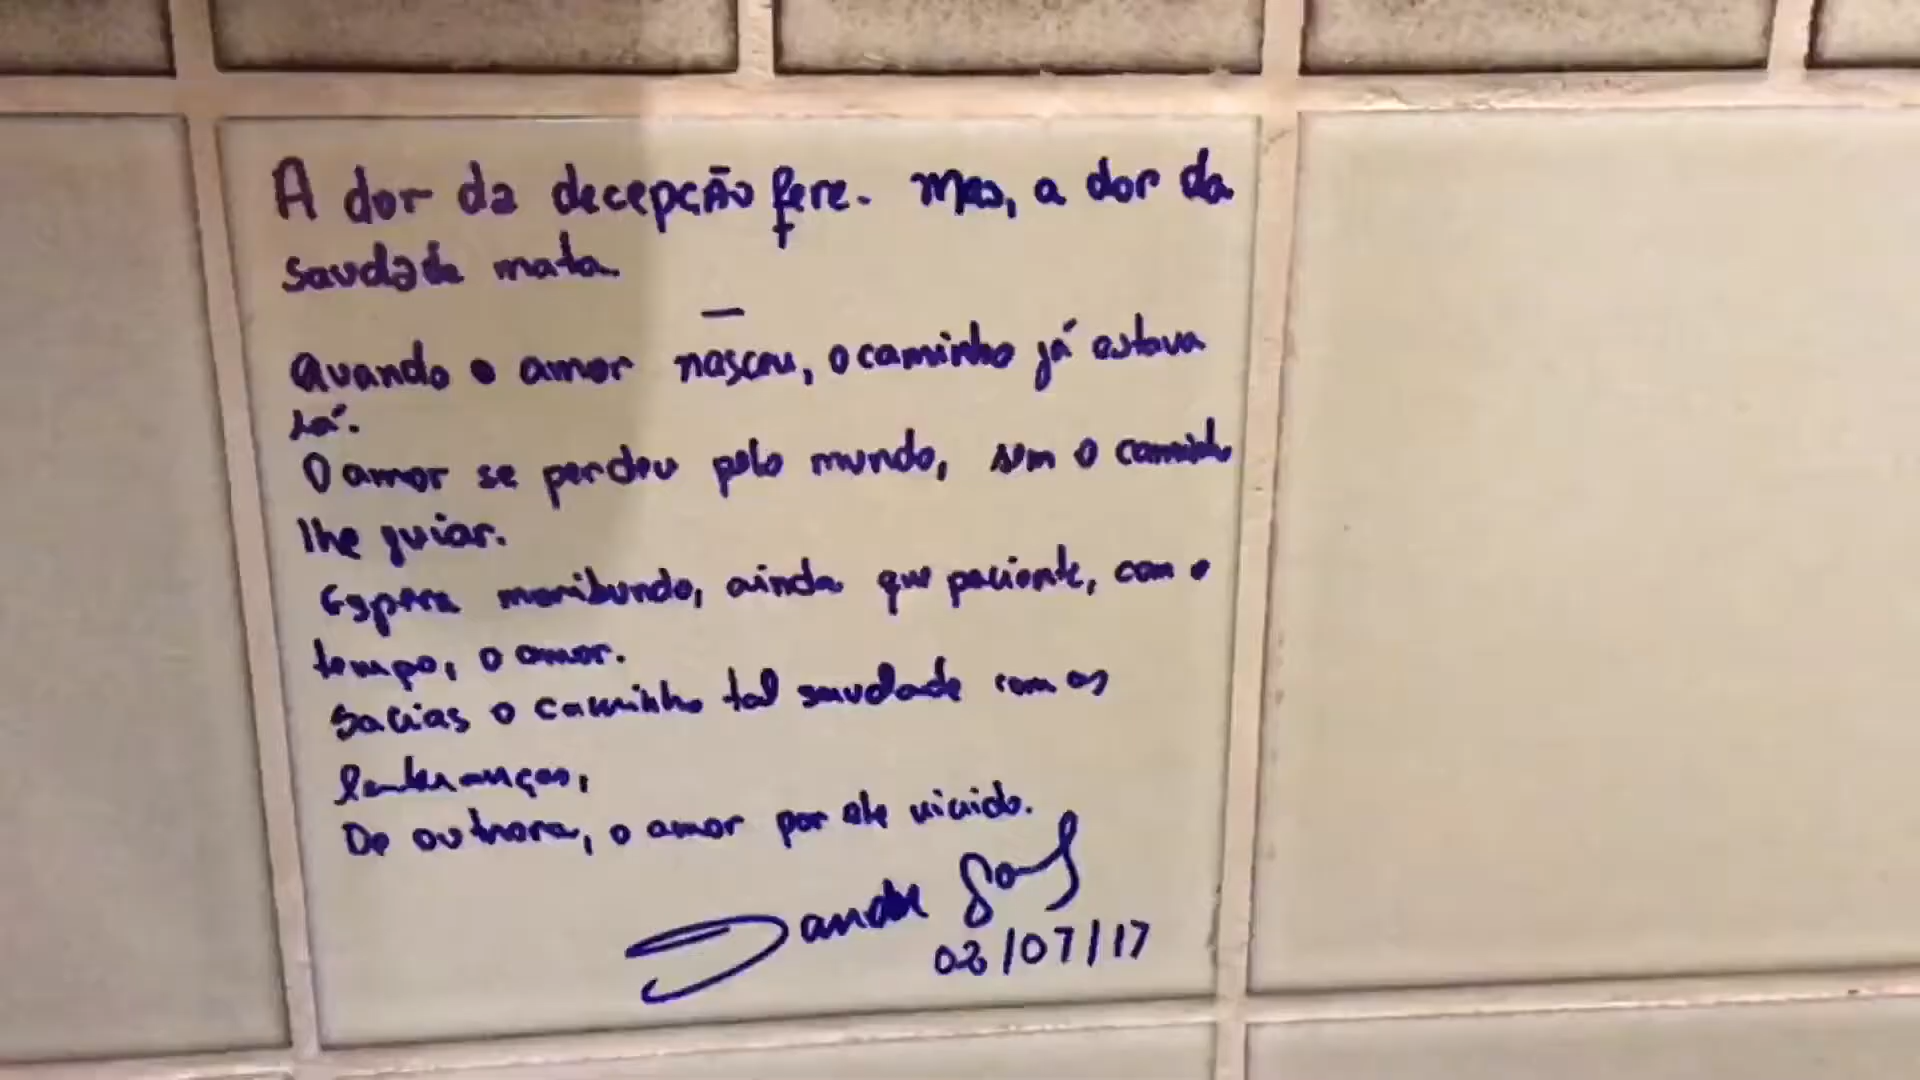 A dor da decepção fere. Mas, a dor da
saudade mata.
—
Quando o amor nasceu, o caminho já estava
lá.
O amor se perdeu pelo mundo, sem o caminho
lhe guiar.
Espera moribundo, ainda que paciente, com o
tempo, o amor.
Sacias o caminho tal saudade com as
lembranças,
De outrora, o amor por ele vivido.
03/07/17